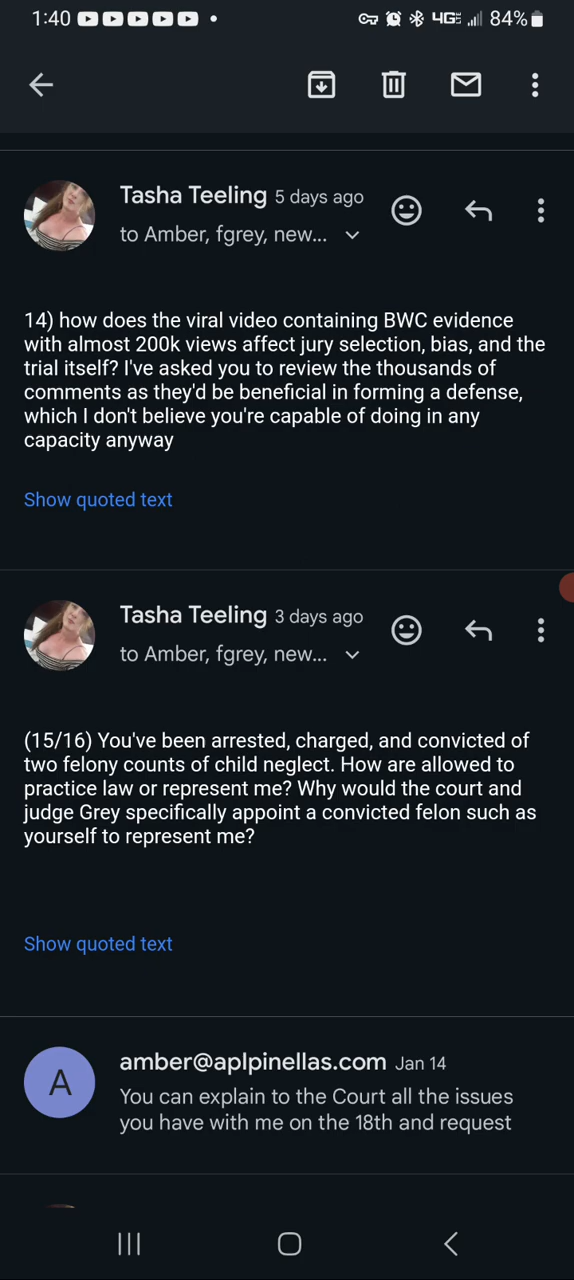 1:40 4GE 84%
Tasha Teeling 5 days ago
to Amber, fgrey, new...
14) how does the viral video containing BWC evidence
with almost 200k views affect jury selection, bias, and the
trial itself? I've asked you to review the thousands of
comments as they'd be beneficial in forming a defense,
which I don't believe you're capable of doing in any
capacity anyway
Show quoted text
Tasha Teeling 3 days ago
to Amber, fgrey, new...
(15/16) You've been arrested, charged, and convicted of
two felony counts of child neglect. How are allowed to
practice law or represent me? Why would the court and
judge Grey specifically appoint a convicted felon such as
yourself to represent me?
Show quoted text
A
amber@aplpinellas.com Jan 14
You can explain to the Court all the issues
you have with me on the 18th and request